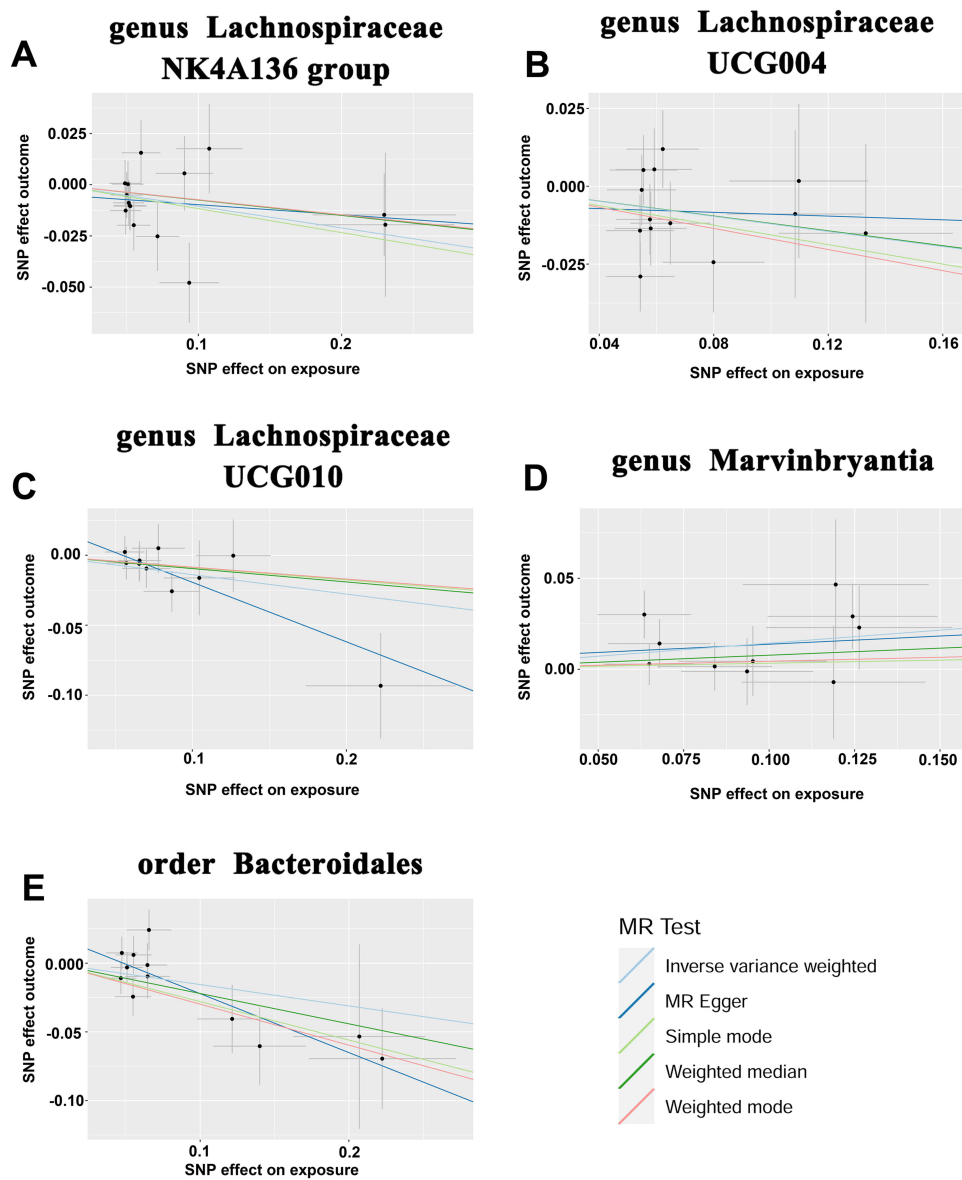 A
genus Lachnospiraceae
NK4A136 group
SNP effect outcome
0.025
0.000
-0.025
-0.050
0.1
0.2
SNP effect on exposure
B
genus Lachnospiraceae
UCG004
SNP effect outcome
0.025
0.000
-0.025
0.04
0.08
0.12
0.16
SNP effect on exposure
C
genus Lachnospiraceae
UCG010
SNP effect outcome
0.00
-0.05
-0.10
0.1
0.2
SNP effect on exposure
D
genus Marvinbryantia
SNP effect outcome
0.05
0.00
0.050
0.075
0.100
0.125
0.150
SNP effect on exposure
E
order Bacteroidales
SNP effect outcome
0.000
-0.05
-0.10
0.1
0.2
SNP effect on exposure
MR Test
Inverse variance weighted
MR Egger
Simple mode
Weighted median
Weighted mode